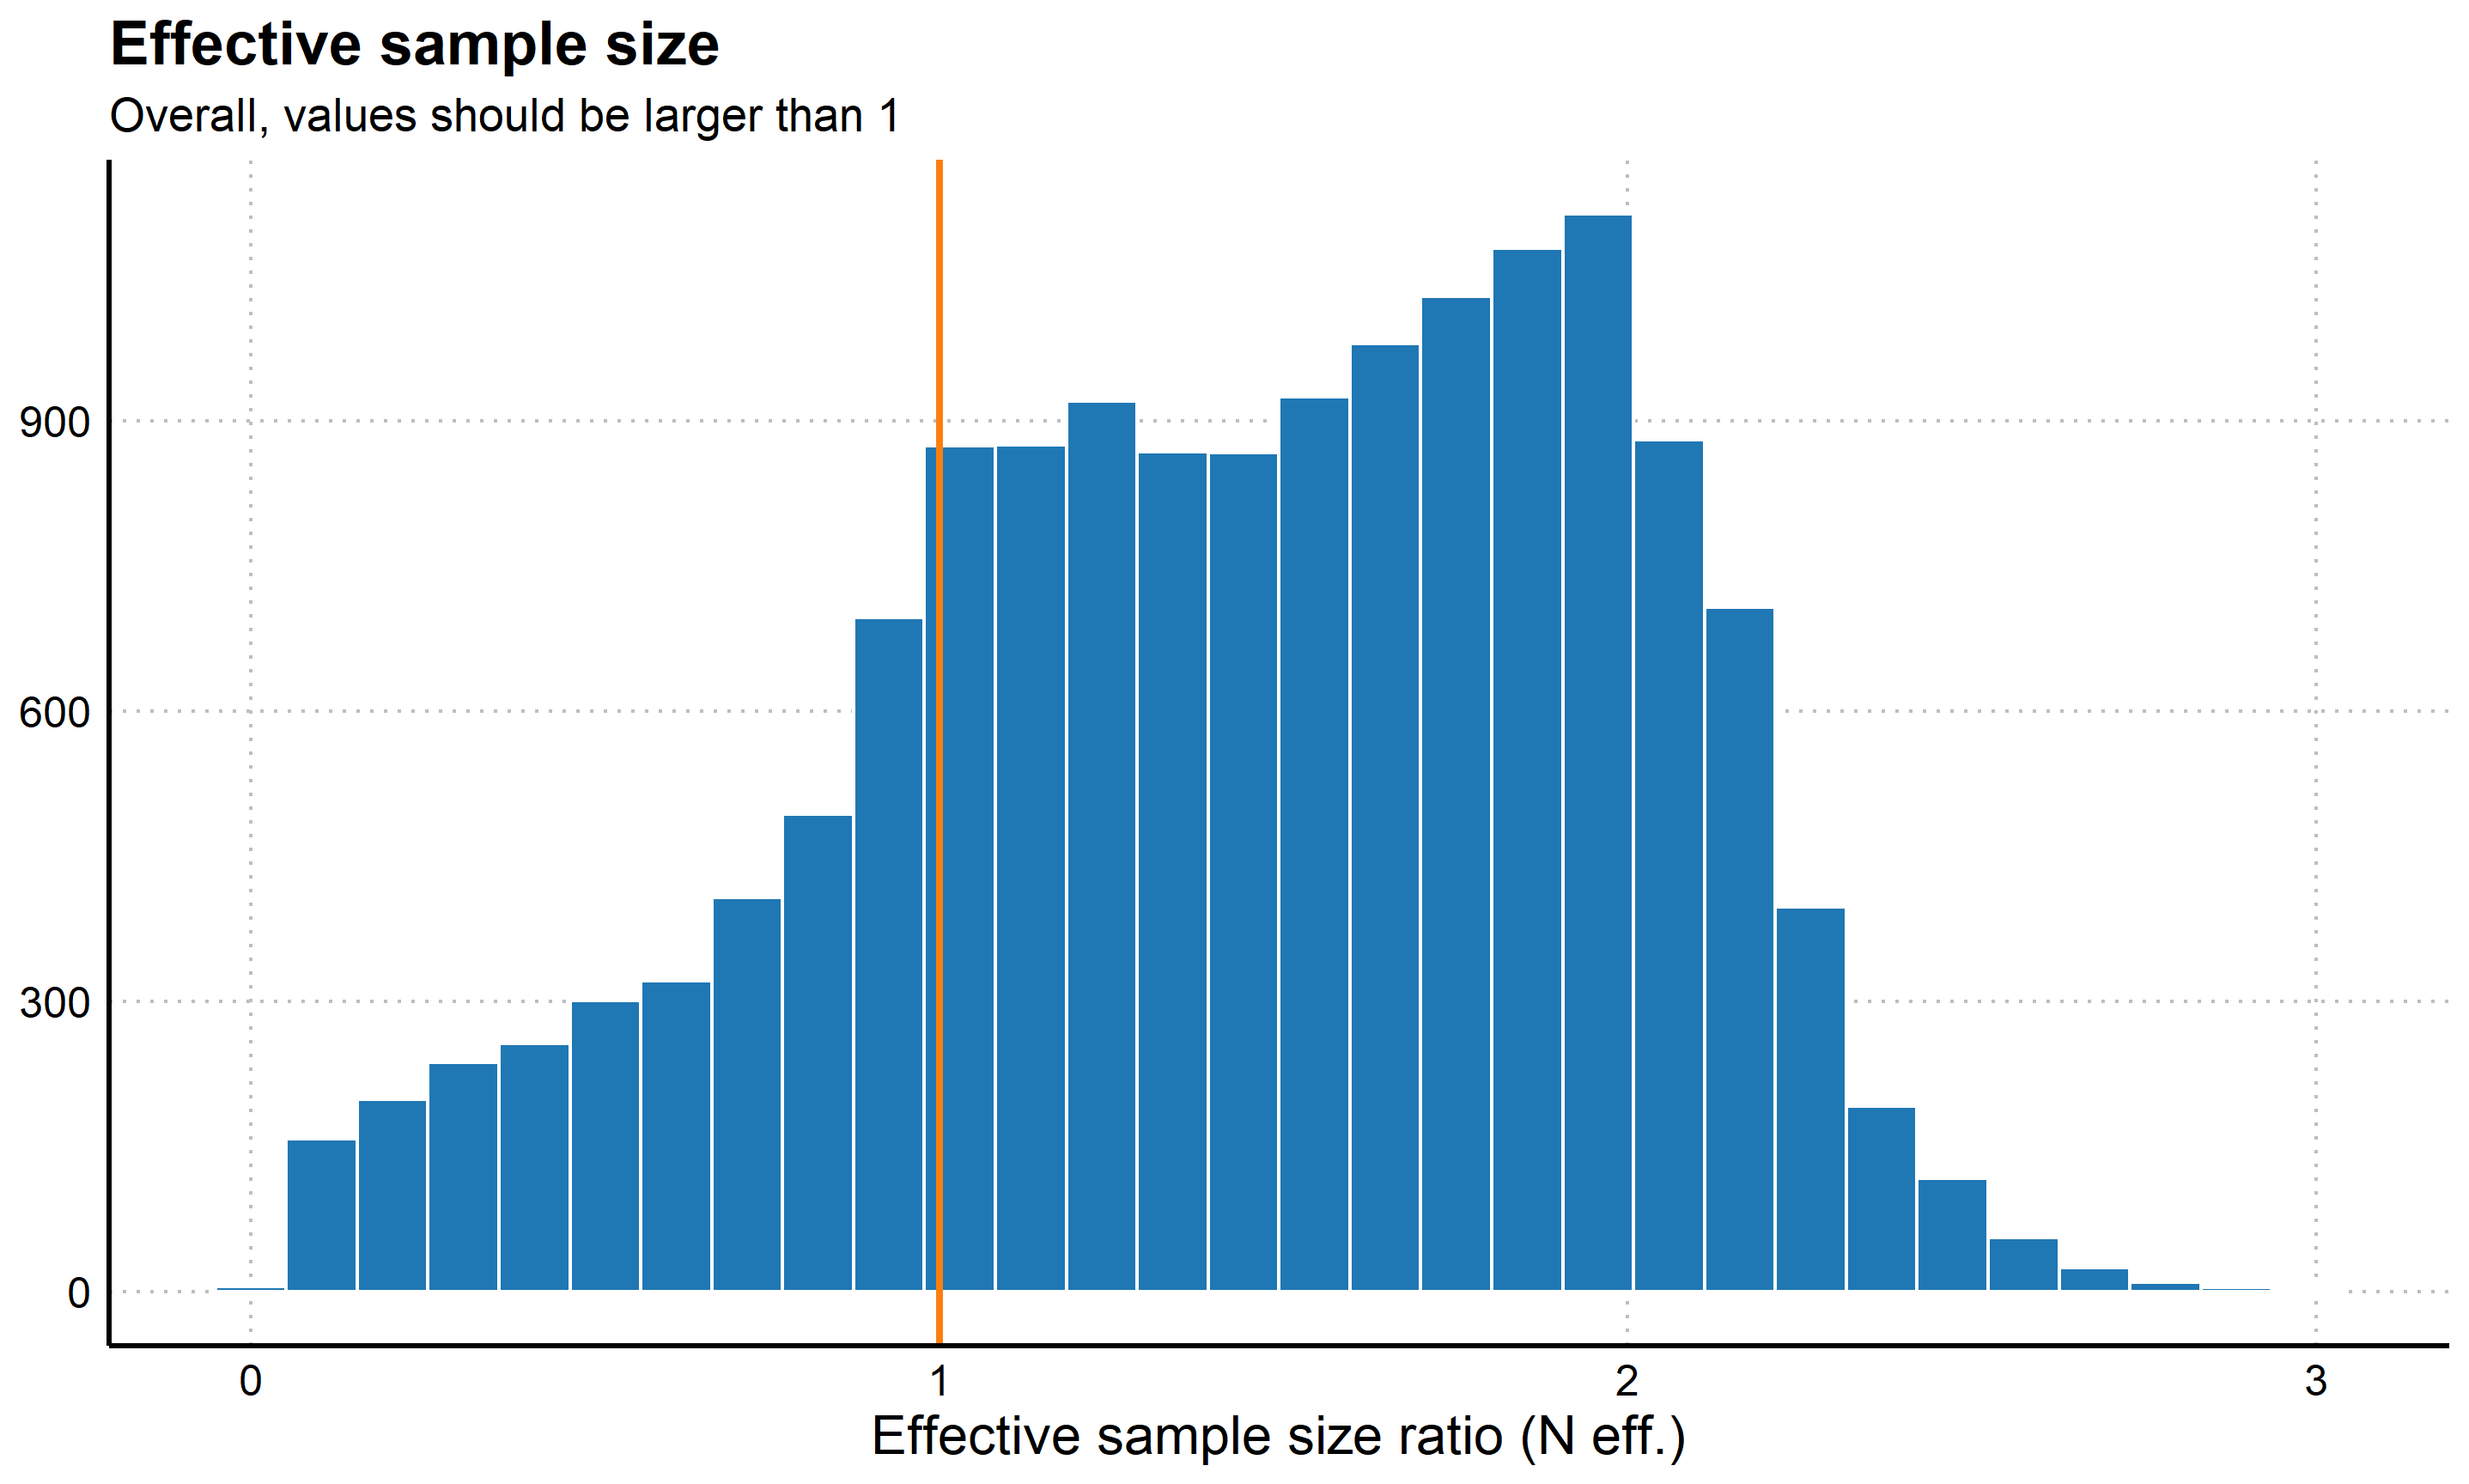 Effective sample size
Overall, values should be larger than 1
900
600
300
0
0 1 2 3
Effective sample size ratio (N eff.)